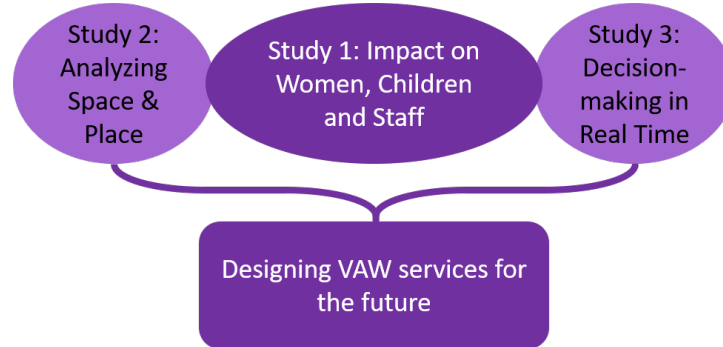 Study 2:
Analyzing
Space &
Place
Study 1: Impact on
Women, Children
and Staff
Study 3:
Decision-
making in
Real Time
Designing VAW services for
the future